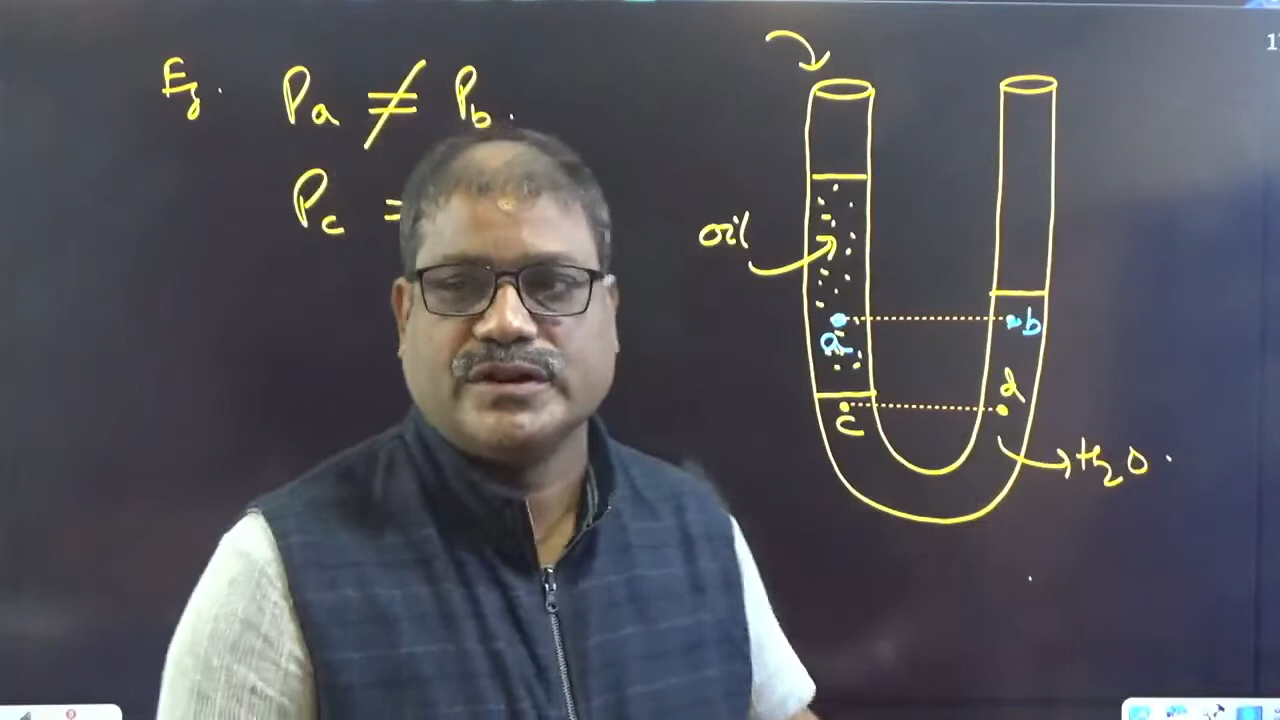 Eg. Pa ≠ Pb.
Pc =
oil
a
b
c
d
H₂O.